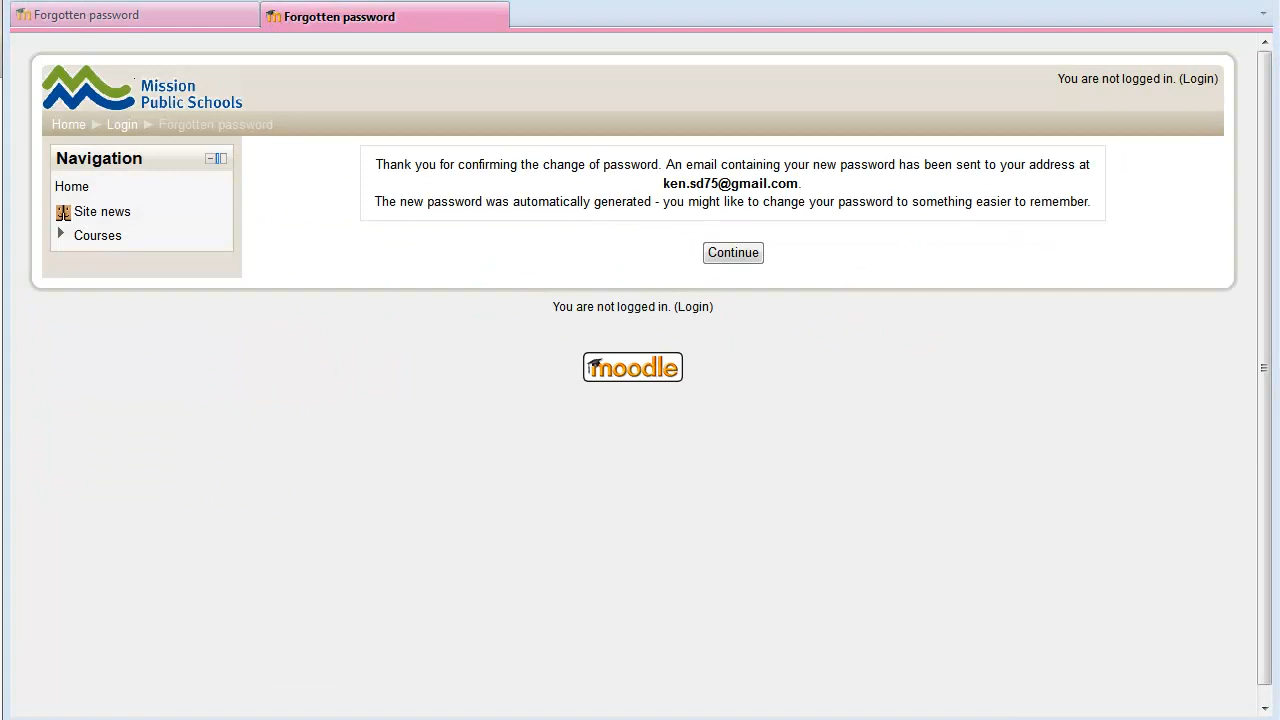 Forgotten password
Forgotten password
Mission
Public Schools
You are not logged in. (Login)
Home Login Forgotten password
Navigation
Home
Site news
Courses
Thank you for confirming the change of password. An email containing your new password has been sent to your address at
ken.sd75@gmail.com.
The new password was automatically generated - you might like to change your password to something easier to remember.
Continue
You are not logged in. (Login)
moodle